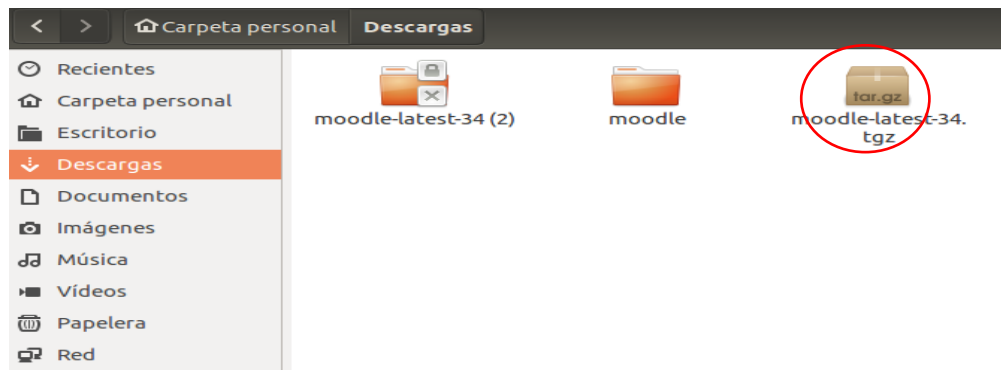 < > Carpeta personal Descargas
Recientes
Carpeta personal
Escritorio
Descargas
Documentos
Imágenes
Música
Vídeos
Papelera
Red
moodle-latest-34 (2)
moodle
tar.gz
moodle-latest-34.
tgz